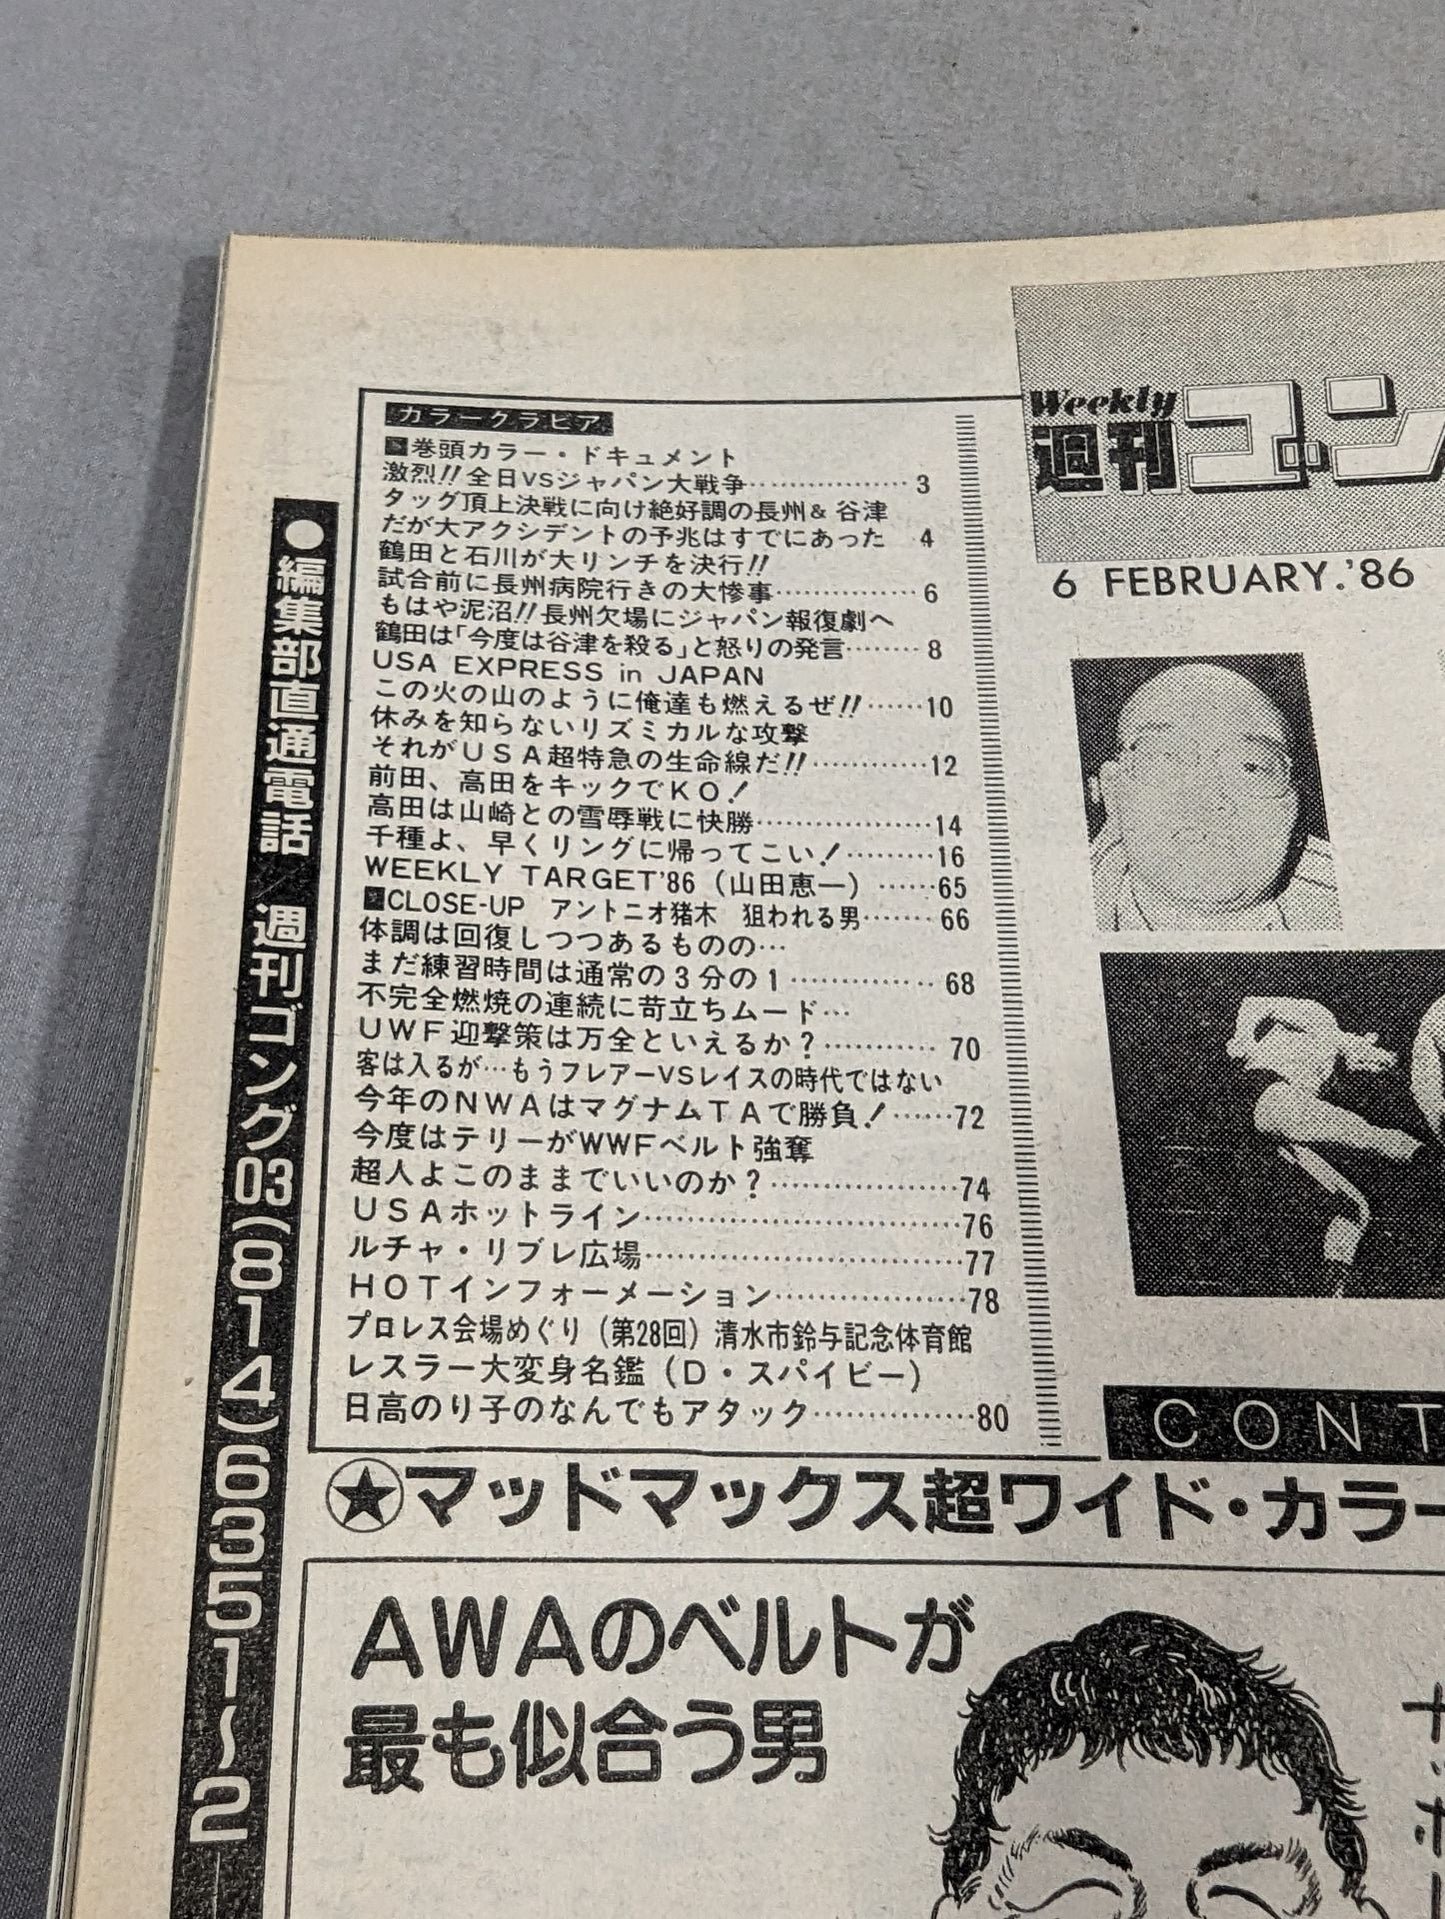 カラーグラビア
■巻頭カラー・ドキュメント
激烈!!全日VSジャパン大戦争………………3
タッグ頂上決戦に向け絶好調の長州&谷津
だが大アクシデントの予兆はすでにあった 4
鶴田と石川が大リンチを決行!!
試合前に長州病院行きの大惨事……………6
もはや泥沼!!長州欠場にジャパン報復劇へ
鶴田は「今度は谷津を殺る」と怒りの発言………8
USA EXPRESS in JAPAN
この火の山のように俺達も燃えるぜ!!……10
休みを知らないリズミカルな攻撃
それがUSA超特急の生命線だ!!…………12
前田、高田をキックでKO!
高田は山崎との雪辱戦に快勝………………14
千種よ、早くリングに帰ってこい!………16
WEEKLY TARGET'86(山田恵一)……65
■CLOSE-UP アントニオ猪木 狙われる男………66
体調は回復しつつあるものの…
まだ練習時間は通常の3分の1……………68
不完全燃焼の連続に苛立ちムード…
UWF迎撃策は万全といえるか?…………70
客は入るが…もうフレアーVSレイスの時代ではない
今年のNWAはマグナムTAで勝負!……72
今度はテリーがWWFベルト強奪
超人よこのままでいいのか?………………74
USAホットライン……………………………76
ルチャ・リブレ広場……………………………77
HOTインフォーメーション…………………78
プロレス会場めぐり(第28回)清水市鈴与記念体育館
レスラー大変身名鑑(D・スパイビー)
日高のり子のなんでもアタック……………80
●編集部直通電話/週刊ゴング03(814)6351~2
Weekly
週刊ゴン
6 FEBRUARY.'86
CONT
★マッドマックス超ワイド・カラー
AWAのベルトが
最も似合う男